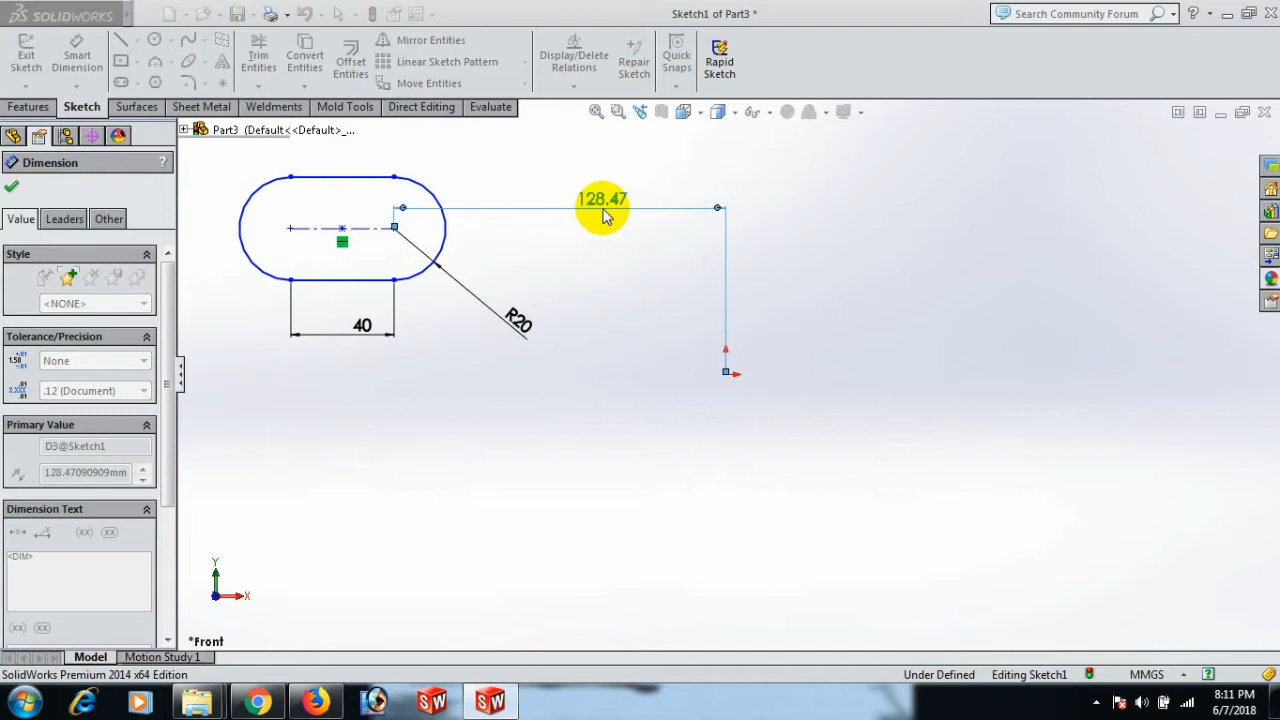 SOLIDWORKS
Sketch1 of Part3 *
Search Community Forum
Exit Sketch
Smart Dimension
Trim Entities
Convert Entities
Offset Entities
Mirror Entities
Linear Sketch Pattern
Move Entities
Display/Delete Relations
Repair Sketch
Quick Snaps
Rapid Sketch
Features
Sketch
Surfaces
Sheet Metal
Weldments
Mold Tools
Direct Editing
Evaluate
Part3 (Default<<Default>_...
Dimension
?
Value
Leaders
Other
Style
<NONE>
Tolerance/Precision
None
.12 (Document)
Primary Value
D3@Sketch1
128.47090909mm
Dimension Text
<DIM>
128.47
R20
40
Y
X
*Front
Model
Motion Study 1
SolidWorks Premium 2014 x64 Edition
Under Defined
Editing Sketch1
MMGS
8:11 PM
6/7/2018